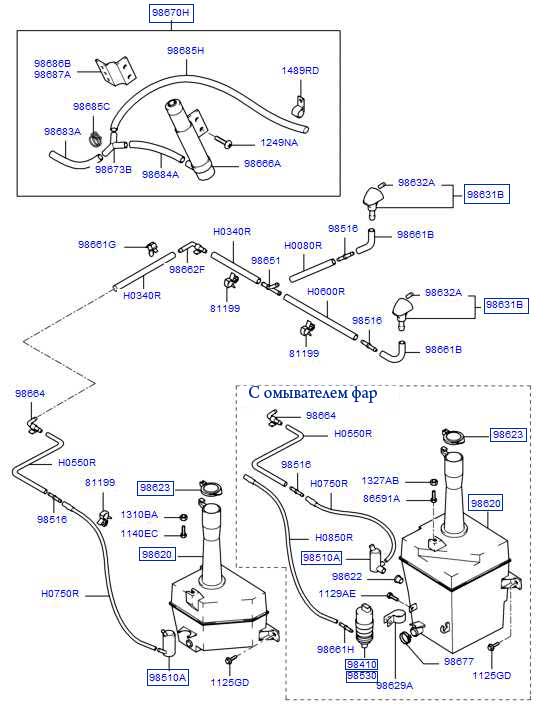 98670H
98685H
98686B
98687A
1489RD
98685C
98683A
1249NA
98673B
98684A
98666A
98632A
98631B
H0340R
98516
98661G
98661B
98651
H0080R
98662F
H0340R
H0600R
98632A
98631B
81199
98516
81199
98661B
98664
С омывателем фар
98664
H0550R
98623
H0550R
98516
81199
98623
H0750R
1327AB
86591A
98620
98516
1310BA
1140EC
H0850R
98620
98510A
98622
H0750R
1129AE
98661H
98677
98410
98530
98510A
1125GD
1125GD
98629A